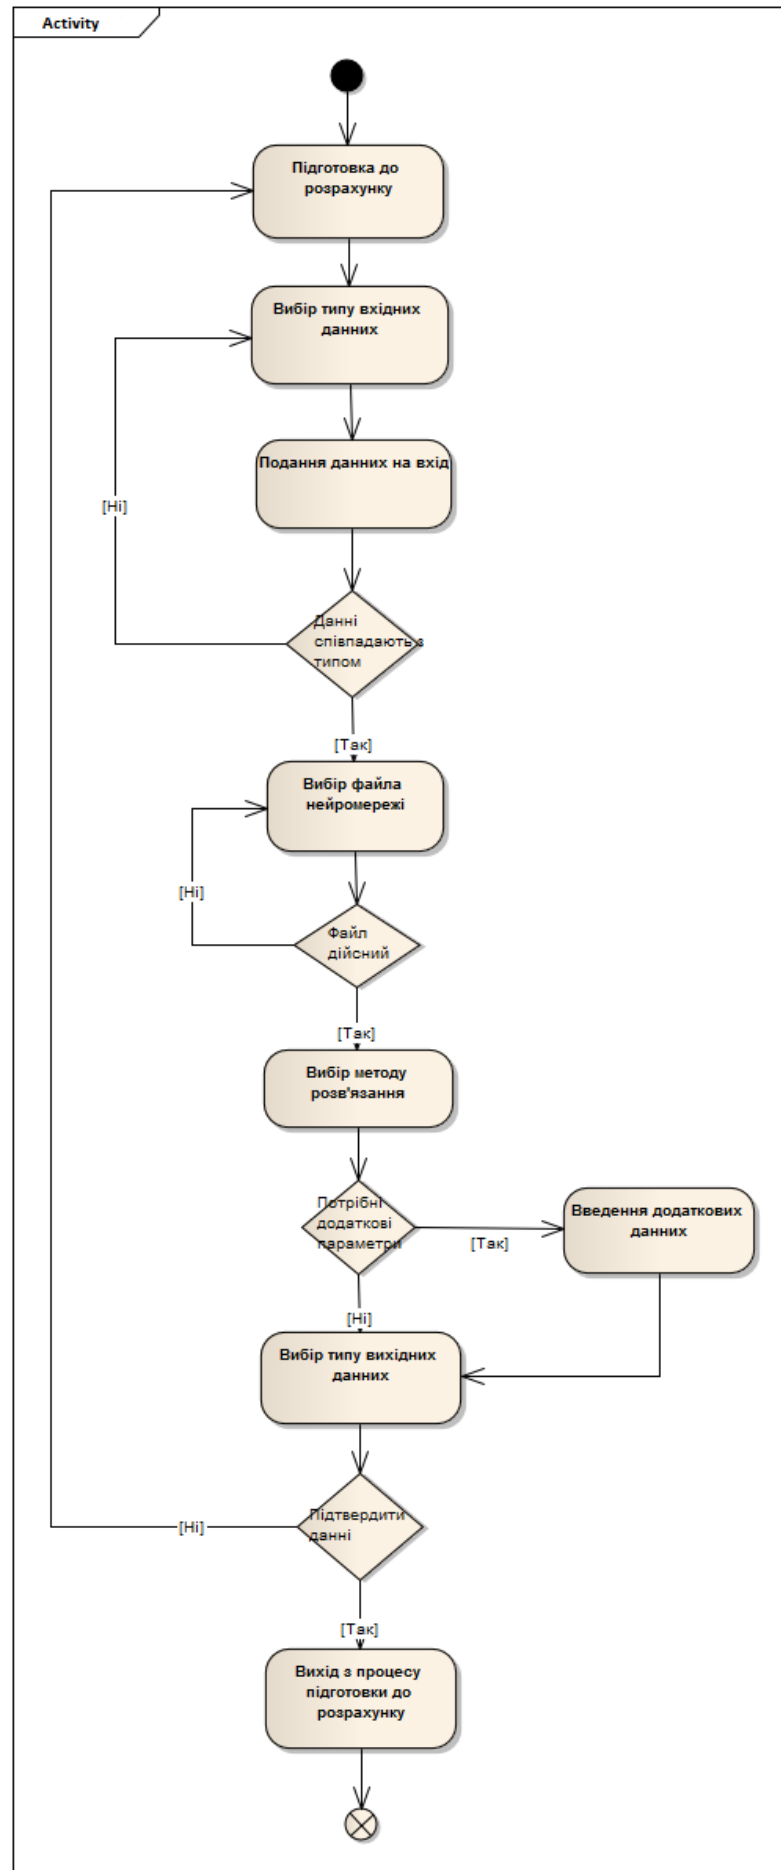 Activity
Підготовка до
розрахунку
Вибір типу вхідних
данних
Подання данних на вхід
[Ні]
Данні
співпадають з
типом
[Так]
Вибір файла
нейромережі
[Ні]
Файл
дійсний
[Так]
Вибір методу
розв'язання
Потрібні
додаткові
параметри
[Так]
Введення додаткових
данних
[Ні]
Вибір типу вихідних
данних
[Ні]
Підтвердити
данні
[Так]
Вихід з процесу
підготовки до
розрахунку